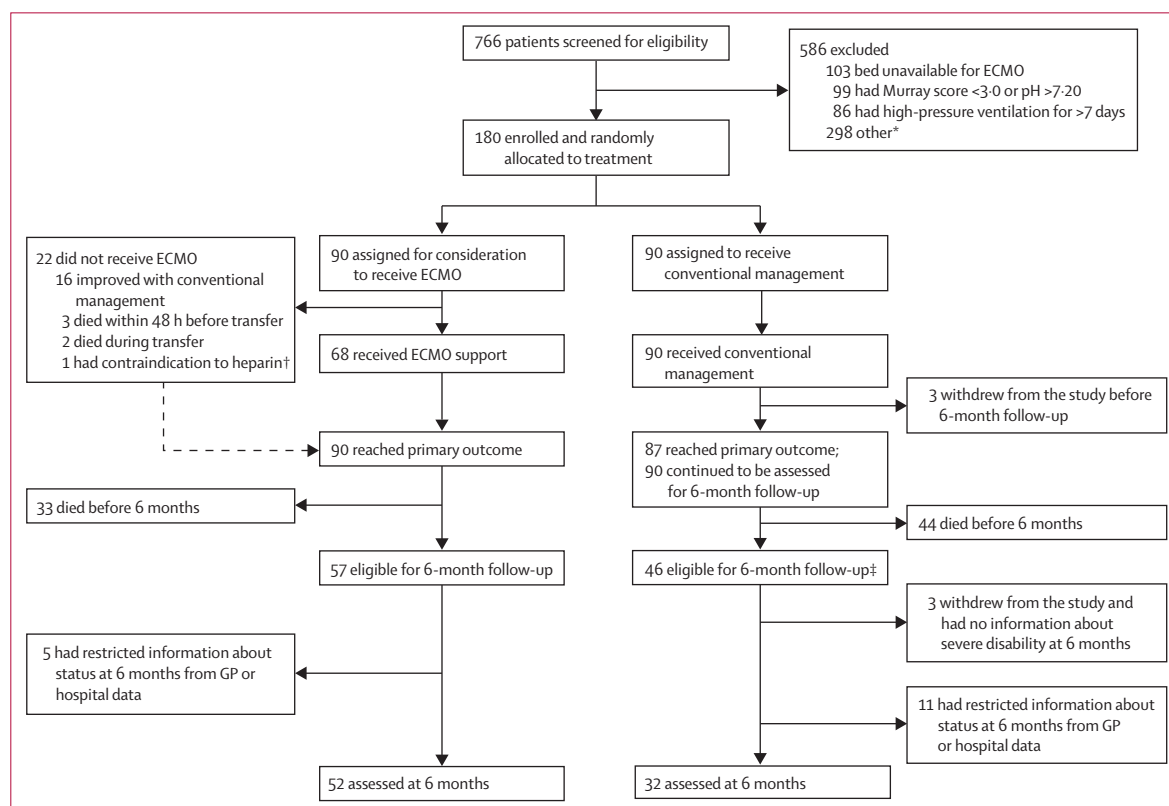 766 patients screened for eligibility
586 excluded
103 bed unavailable for ECMO
99 had Murray score <3·0 or pH >7·20
86 had high-pressure ventilation for >7 days
298 other*
180 enrolled and randomly
allocated to treatment
22 did not receive ECMO
16 improved with conventional
management
3 died within 48 h before transfer
2 died during transfer
1 had contraindication to heparin†
90 assigned for consideration
to receive ECMO
90 assigned to receive
conventional management
68 received ECMO support
90 received conventional
management
3 withdrew from the study before
6-month follow-up
90 reached primary outcome
87 reached primary outcome;
90 continued to be assessed
for 6-month follow-up
33 died before 6 months
44 died before 6 months
57 eligible for 6-month follow-up
46 eligible for 6-month follow-up‡
3 withdrew from the study and
had no information about
severe disability at 6 months
5 had restricted information about
status at 6 months from GP or
hospital data
11 had restricted information about
status at 6 months from GP
or hospital data
52 assessed at 6 months
32 assessed at 6 months